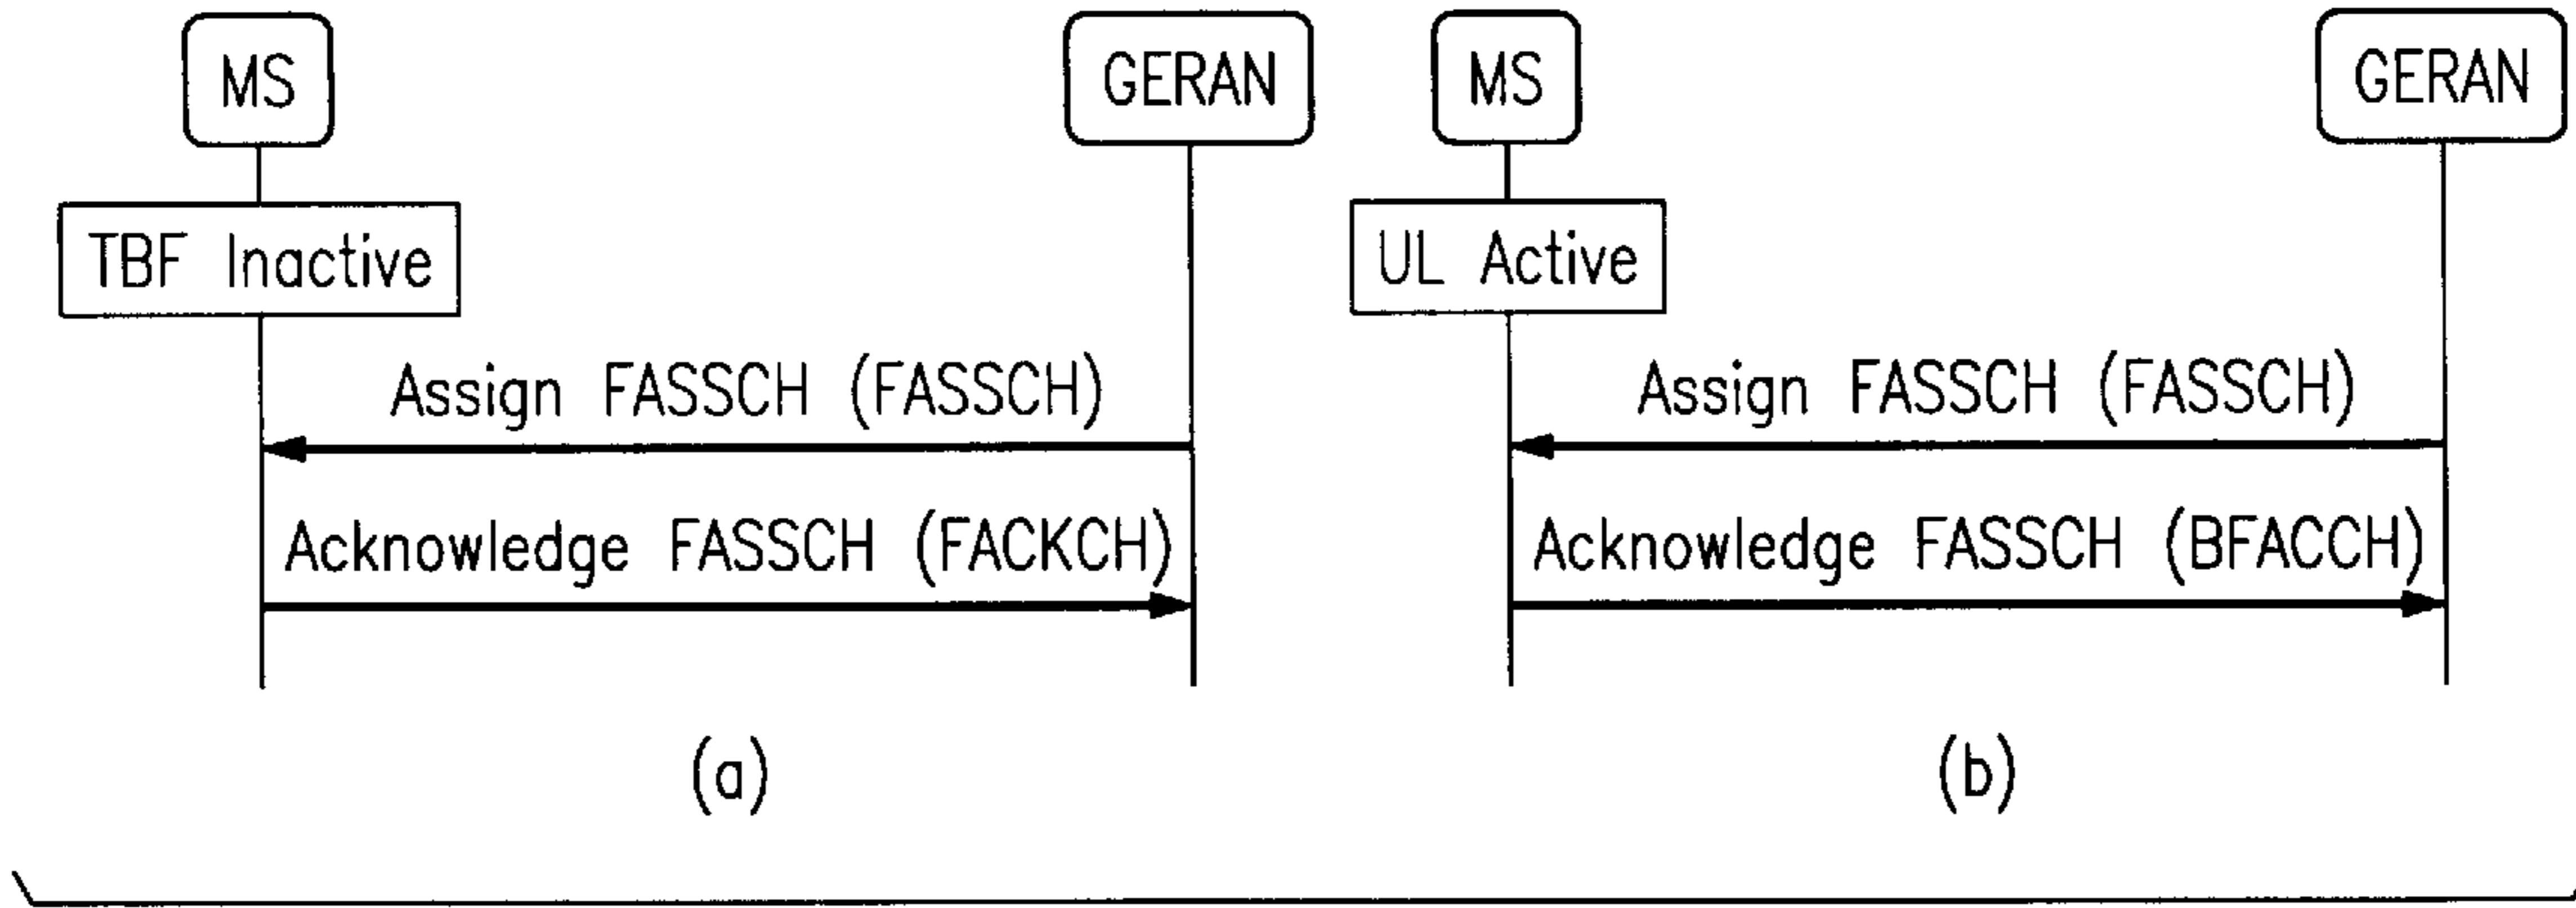 MS
GERAN
TBF Inactive
Assign FASSCH (FASSCH)
Acknowledge FASSCH (FACKCH)
(a)
MS
GERAN
UL Active
Assign FASSCH (FASSCH)
Acknowledge FASSCH (BFACCH)
(b)